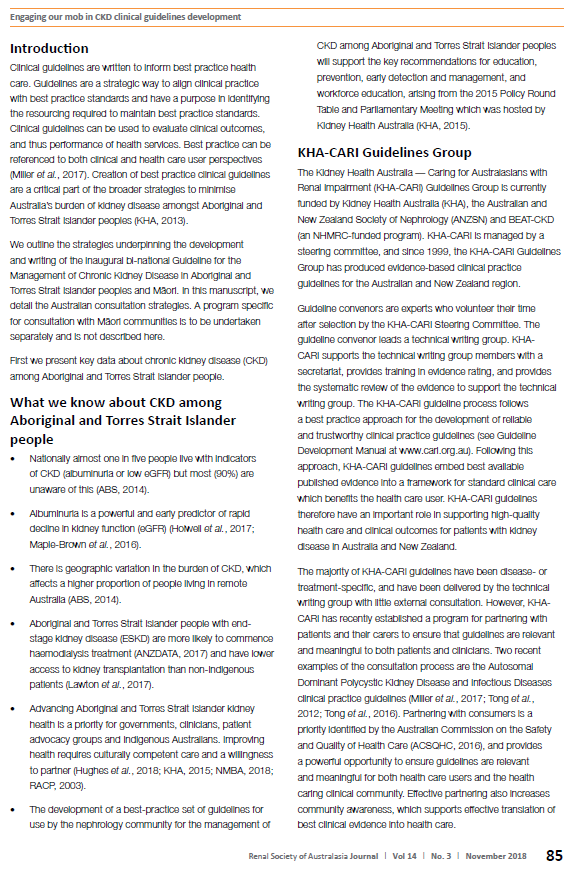 Engaging our mob in CKD clinical guidelines development
Introduction
Clinical guidelines are written to inform best practice health
care. Guidelines are a strategic way to align clinical practice
with best practice standards and have a purpose in identifying
the resourcing required to maintain best practice standards.
Clinical guidelines can be used to evaluate clinical outcomes,
and thus performance of health services. Best practice can be
referenced to both clinical and health care user perspectives
(Miller et al., 2017). Creation of best practice clinical guidelines
are a critical part of the broader strategies to minimise
Australia's burden of kidney disease amongst Aboriginal and
Torres Strait Islander peoples (KHA, 2013).
We outline the strategies underpinning the development
and writing of the inaugural bi-national Guideline for the
Management of Chronic Kidney Disease in Aboriginal and
Torres Strait Islander peoples and Māori. In this manuscript, we
detail the Australian consultation strategies. A program specific
for consultation with Māori communities is to be undertaken
separately and is not described here.
First we present key data about chronic kidney disease (CKD)
among Aboriginal and Torres Strait Islander people.
What we know about CKD among
Aboriginal and Torres Strait Islander
people
• Nationally almost one in five people live with indicators
of CKD (albuminuria or low eGFR) but most (90%) are
unaware of this (ABS, 2014).
• Albuminuria is a powerful and early predictor of rapid
decline in kidney function (eGFR) (Hotwell et al., 2017;
Maple-Brown et al., 2016).
• There is geographic variation in the burden of CKD, which
affects a higher proportion of people living in remote
Australia (ABS, 2014).
• Aboriginal and Torres Strait Islander people with end-
stage kidney disease (ESKD) are more likely to commence
haemodialysis treatment (ANZDATA, 2017) and have lower
access to kidney transplantation than non-Indigenous
patients (Lawton et al., 2017).
• Advancing Aboriginal and Torres Strait Islander kidney
health is a priority for governments, clinicians, patient
advocacy groups and Indigenous Australians. Improving
health requires culturally competent care and a willingness
to partner (Hughes et al., 2018; KHA, 2015; NMBA, 2018;
RACP, 2003).
• The development of a best-practice set of guidelines for
use by the nephrology community for the management of
CKD among Aboriginal and Torres Strait Islander peoples
will support the key recommendations for education,
prevention, early detection and management, and
workforce education, arising from the 2015 Policy Round
Table and Parliamentary Meeting which was hosted by
Kidney Health Australia (KHA, 2015).
KHA-CARI Guidelines Group
The Kidney Health Australia — Caring for Australasians with
Renal Impairment (KHA-CARI) Guidelines Group is currently
funded by Kidney Health Australia (KHA), the Australian and
New Zealand Society of Nephrology (ANZSN) and BEAT-CKD
(an NHMRC-funded program). KHA-CARI is managed by a
steering committee, and since 1999, the KHA-CARI Guidelines
Group has produced evidence-based clinical practice
guidelines for the Australian and New Zealand region.
Guideline convenors are experts who volunteer their time
after selection by the KHA-CARI Steering Committee. The
guideline convenor leads a technical writing group. KHA-
CARI supports the technical writing group members with a
secretariat, provides training in evidence rating, and provides
the systematic review of the evidence to support the technical
writing group. The KHA-CARI guideline process follows
a best practice approach for the development of reliable
and trustworthy clinical practice guidelines (see Guideline
Development Manual at www.cari.org.au). Following this
approach, KHA-CARI guidelines embed best available
published evidence into a framework for standard clinical care
which benefits the health care user. KHA-CARI guidelines
therefore have an important role in supporting high-quality
health care and clinical outcomes for patients with kidney
disease in Australia and New Zealand.
The majority of KHA-CARI guidelines have been disease- or
treatment-specific, and have been delivered by the technical
writing group with little external consultation. However, KHA-
CARI has recently established a program for partnering with
patients and their carers to ensure that guidelines are relevant
and meaningful to both patients and clinicians. Two recent
examples of the consultation process are the Autosomal
Dominant Polycystic Kidney Disease and Infectious Diseases
clinical practice guidelines (Miller et al., 2017; Tong et al.,
2012; Tong et al., 2016). Partnering with consumers is a
priority identified by the Australian Commission on the Safety
and Quality of Health Care (ACSQHC, 2016), and provides
a powerful opportunity to ensure guidelines are relevant
and meaningful for both health care users and the health
caring clinical community. Effective partnering also increases
community awareness, which supports effective translation of
best clinical evidence into health care.
Renal Society of Australasia Journal | Vol 14 | No. 3 | November 2018 85